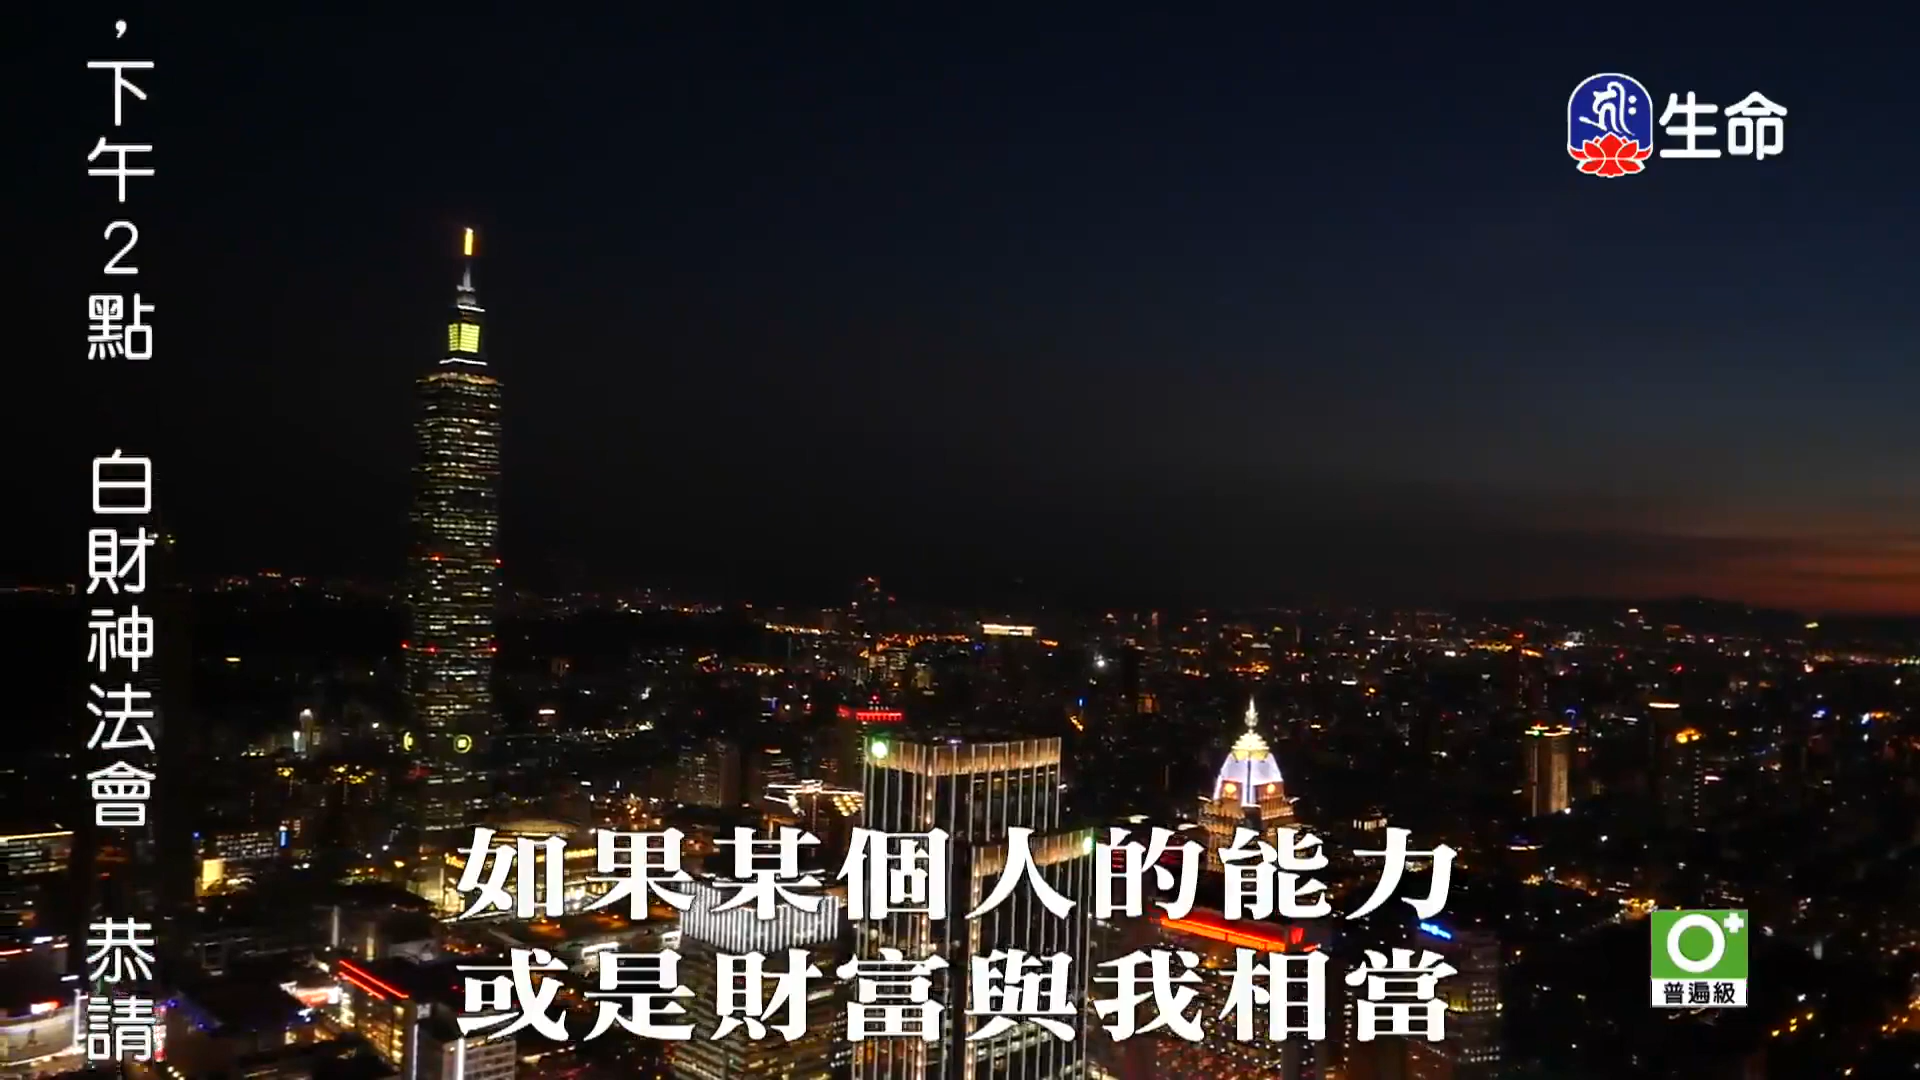 ，下午2點 白財神法會 恭請
生命
如果某個人的能力
或是財富與我相當
0+
普遍級